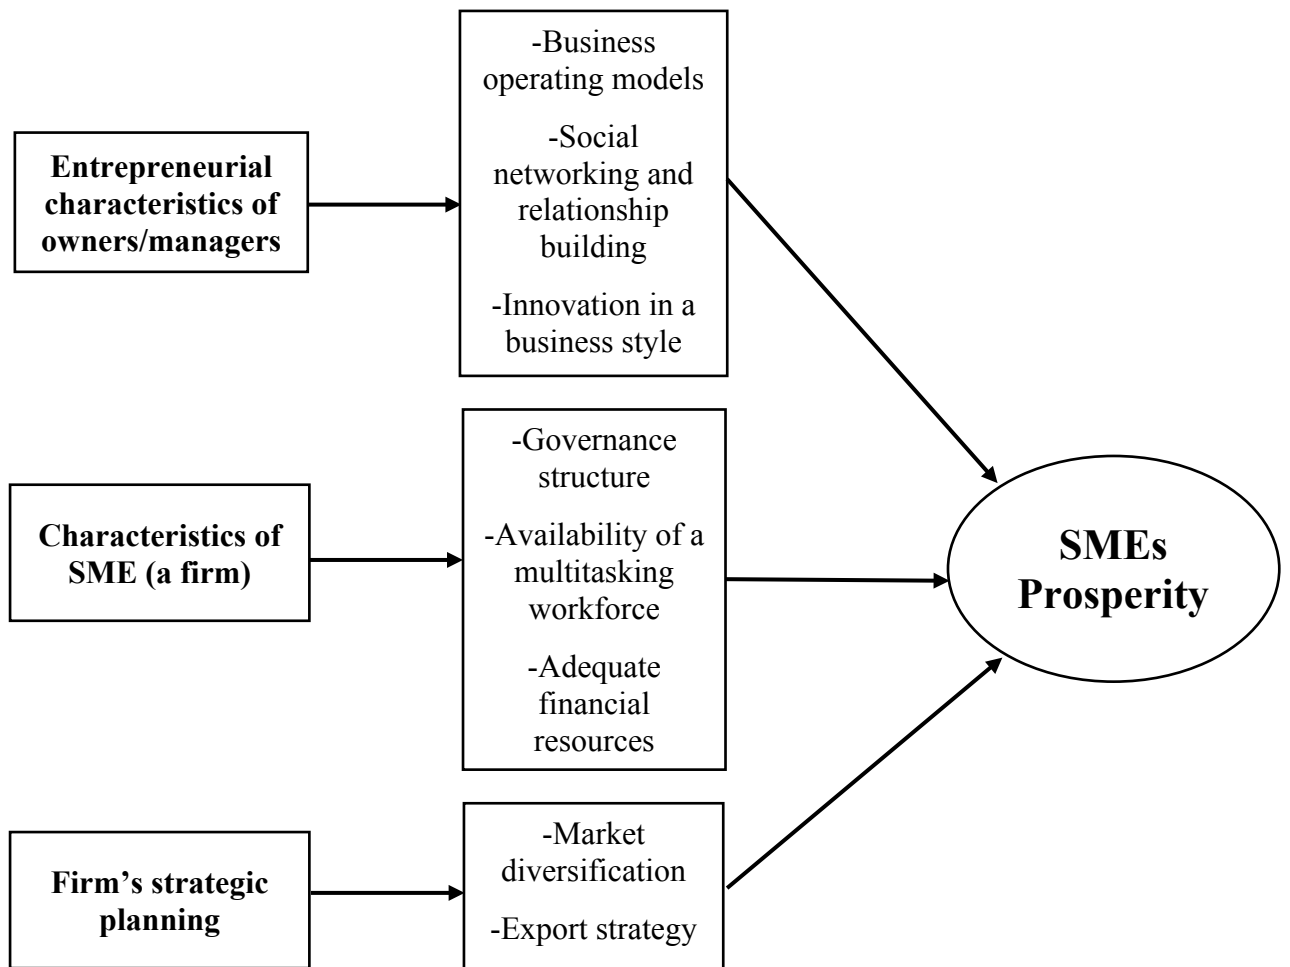 Entrepreneurial
characteristics of
owners/managers
-Business
operating models
-Social
networking and
relationship
building
-Innovation in a
business style
Characteristics of
SME (a firm)
-Governance
structure
-Availability of a
multitasking
workforce
-Adequate
financial
resources
Firm’s strategic
planning
-Market
diversification
-Export strategy
SMEs
Prosperity